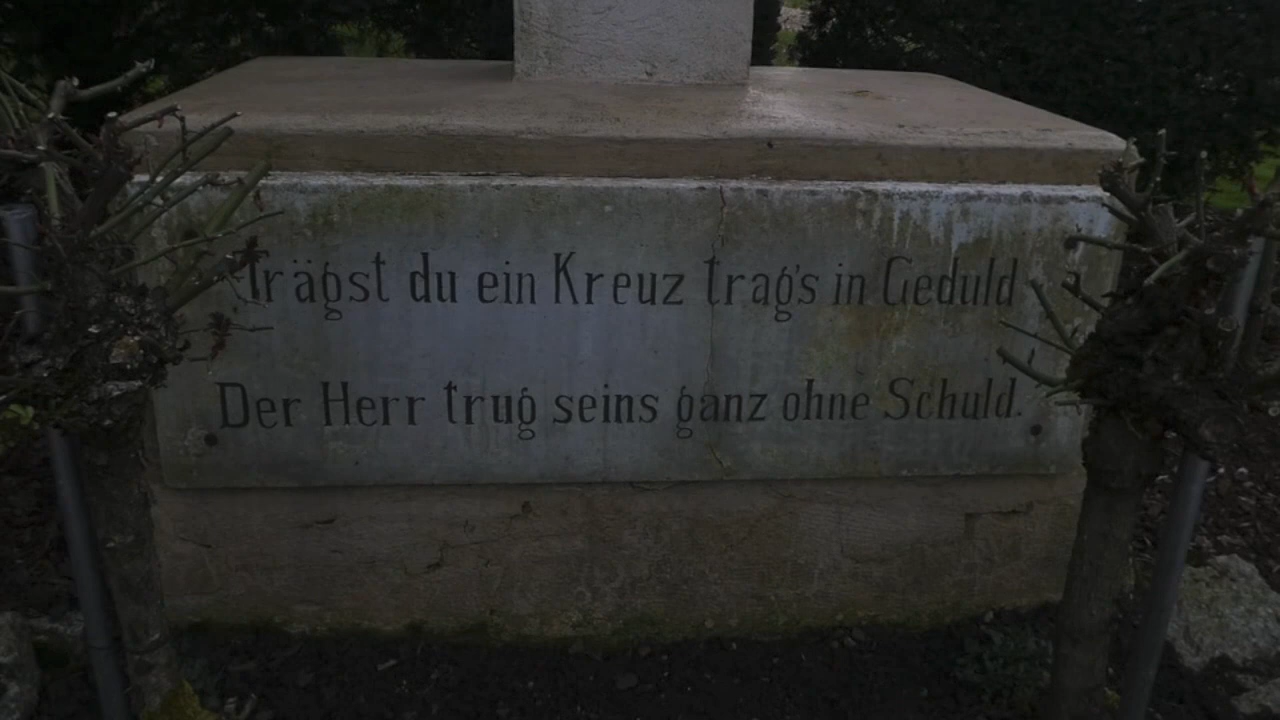 Trägst du ein Kreuz trag's in Geduld
Der Herr trug seins ganz ohne Schuld.